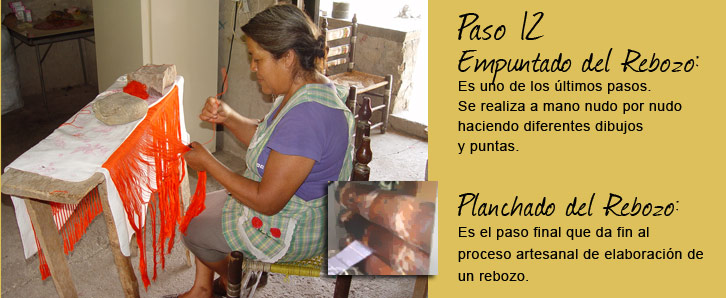 Paso 12
Empuntado del Rebozo:
Es uno de los últimos pasos.
Se realiza a mano nudo por nudo
haciendo diferentes dibujos
y puntas.
Planchado del Rebozo:
Es el paso final que da fin al
proceso artesanal de elaboración de
un rebozo.